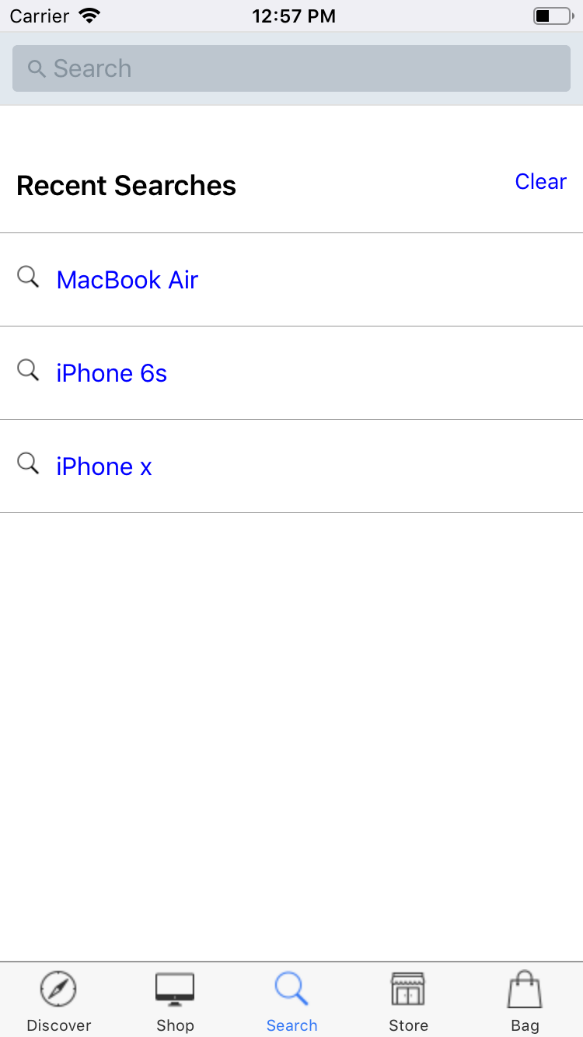 Carrier 12:57 PM
Search
Recent Searches Clear
MacBook Air
iPhone 6s
iPhone x
Discover Shop Search Store Bag